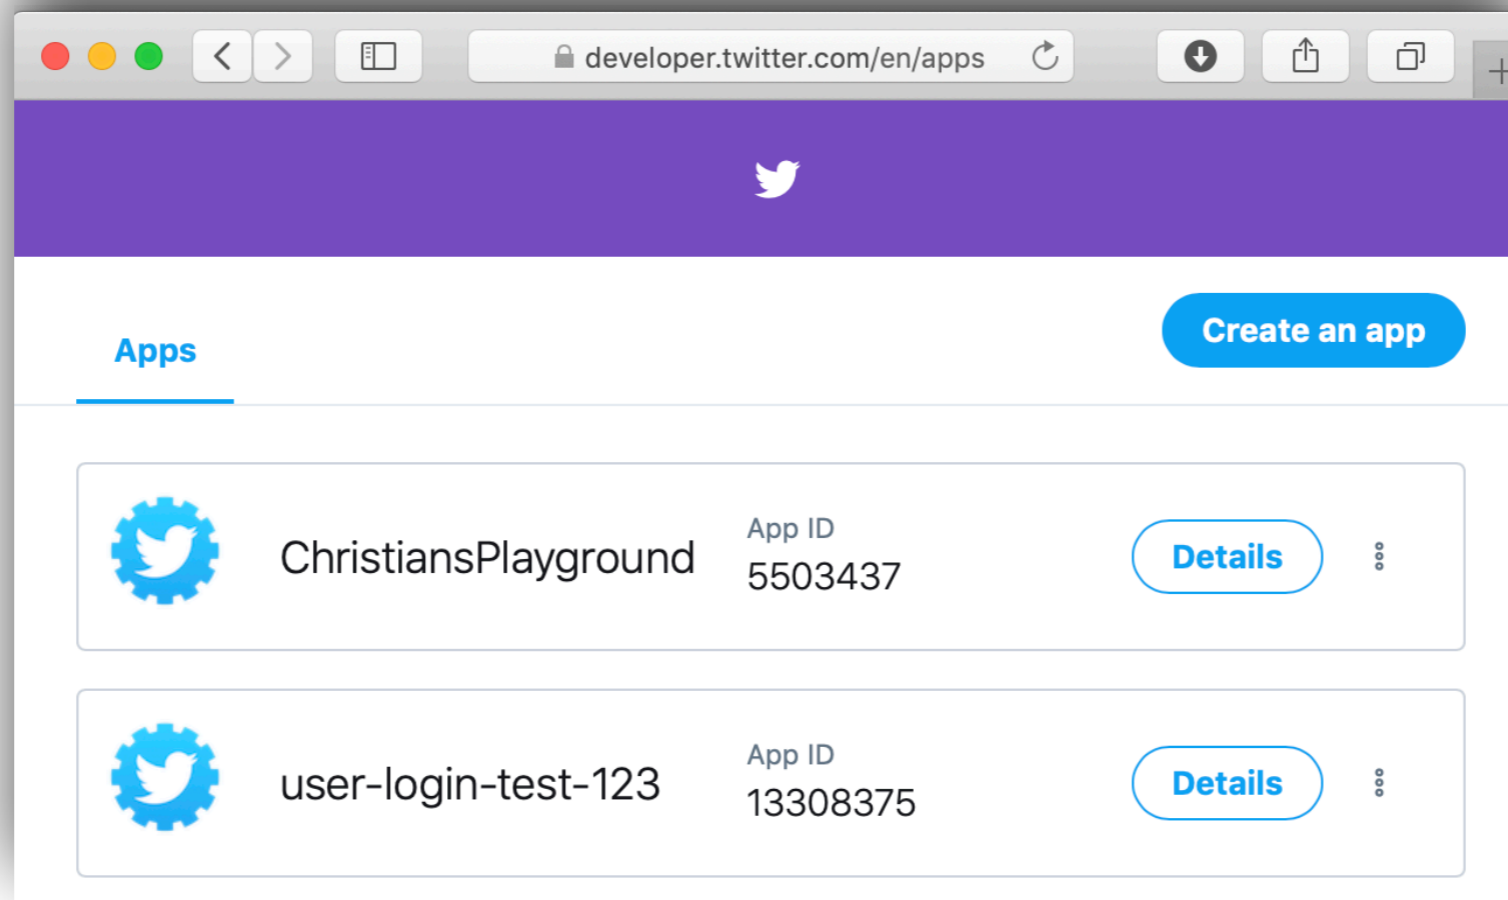 developer.twitter.com/en/apps
Create an app
Apps
ChristiansPlayground
App ID
5503437
Details
user-login-test-123
App ID
13308375
Details